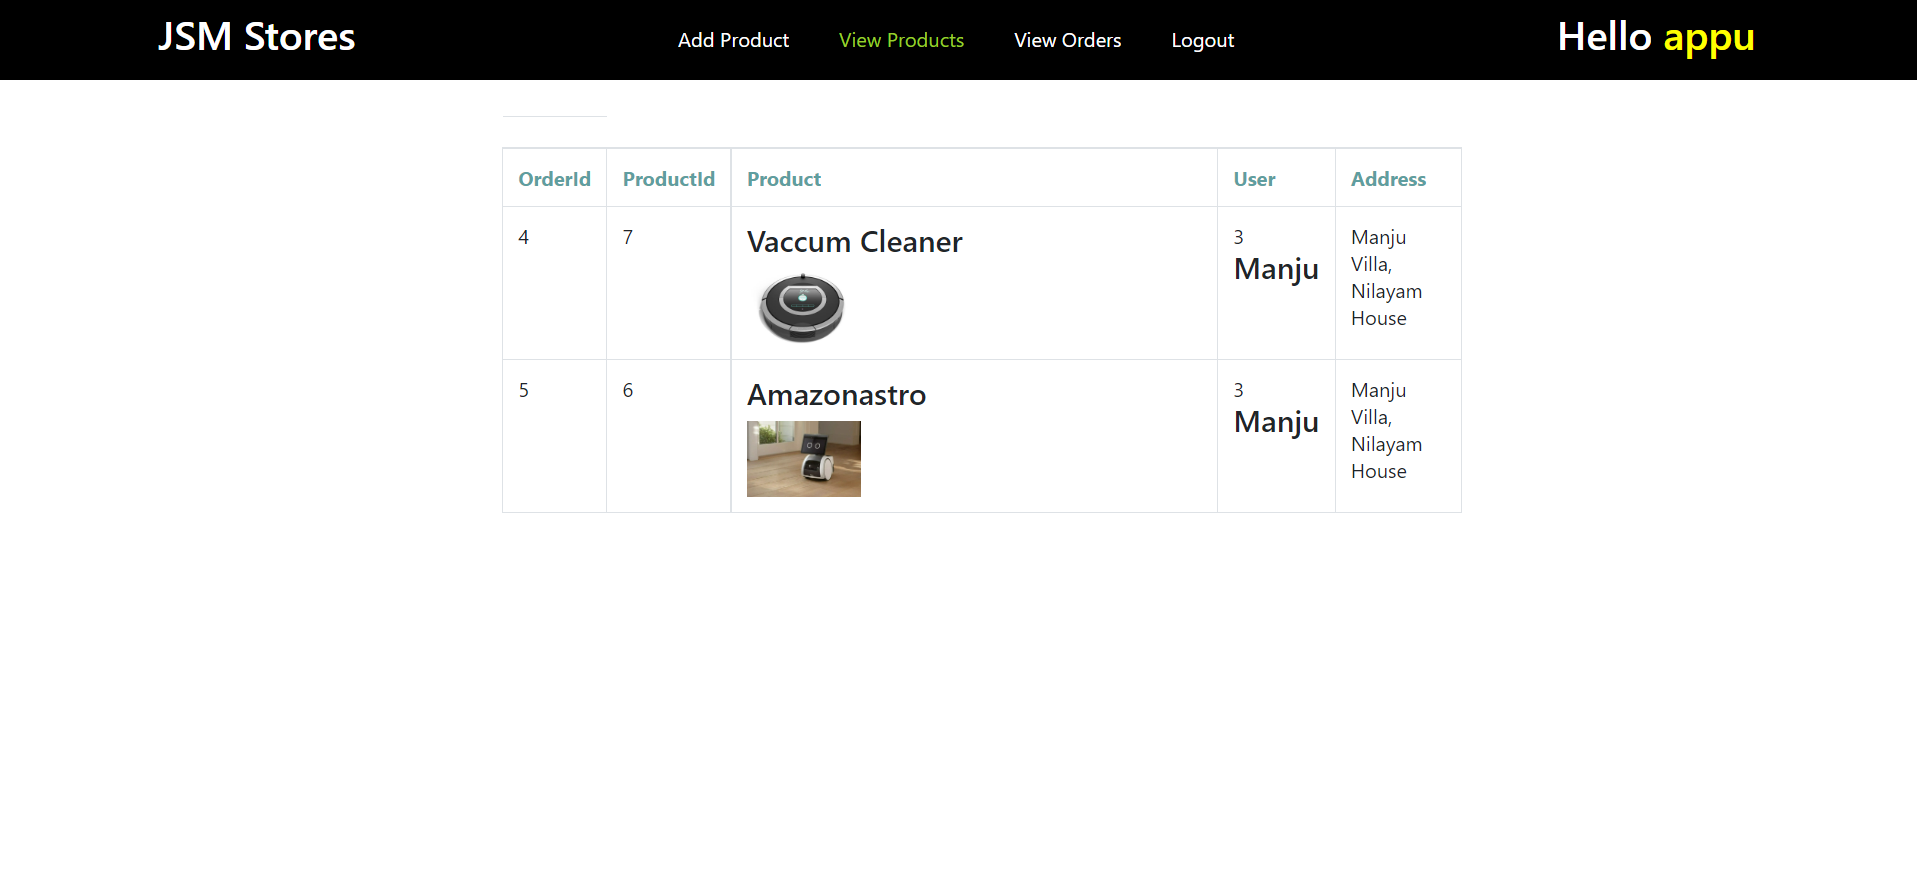 JSM Stores
Add Product
View Products
View Orders
Logout
Hello appu
OrderId
ProductId
Product
User
Address
4
7
Vaccum Cleaner
3
Manju
Manju
Villa,
Nilayam
House
5
6
Amazonastro
3
Manju
Manju
Villa,
Nilayam
House